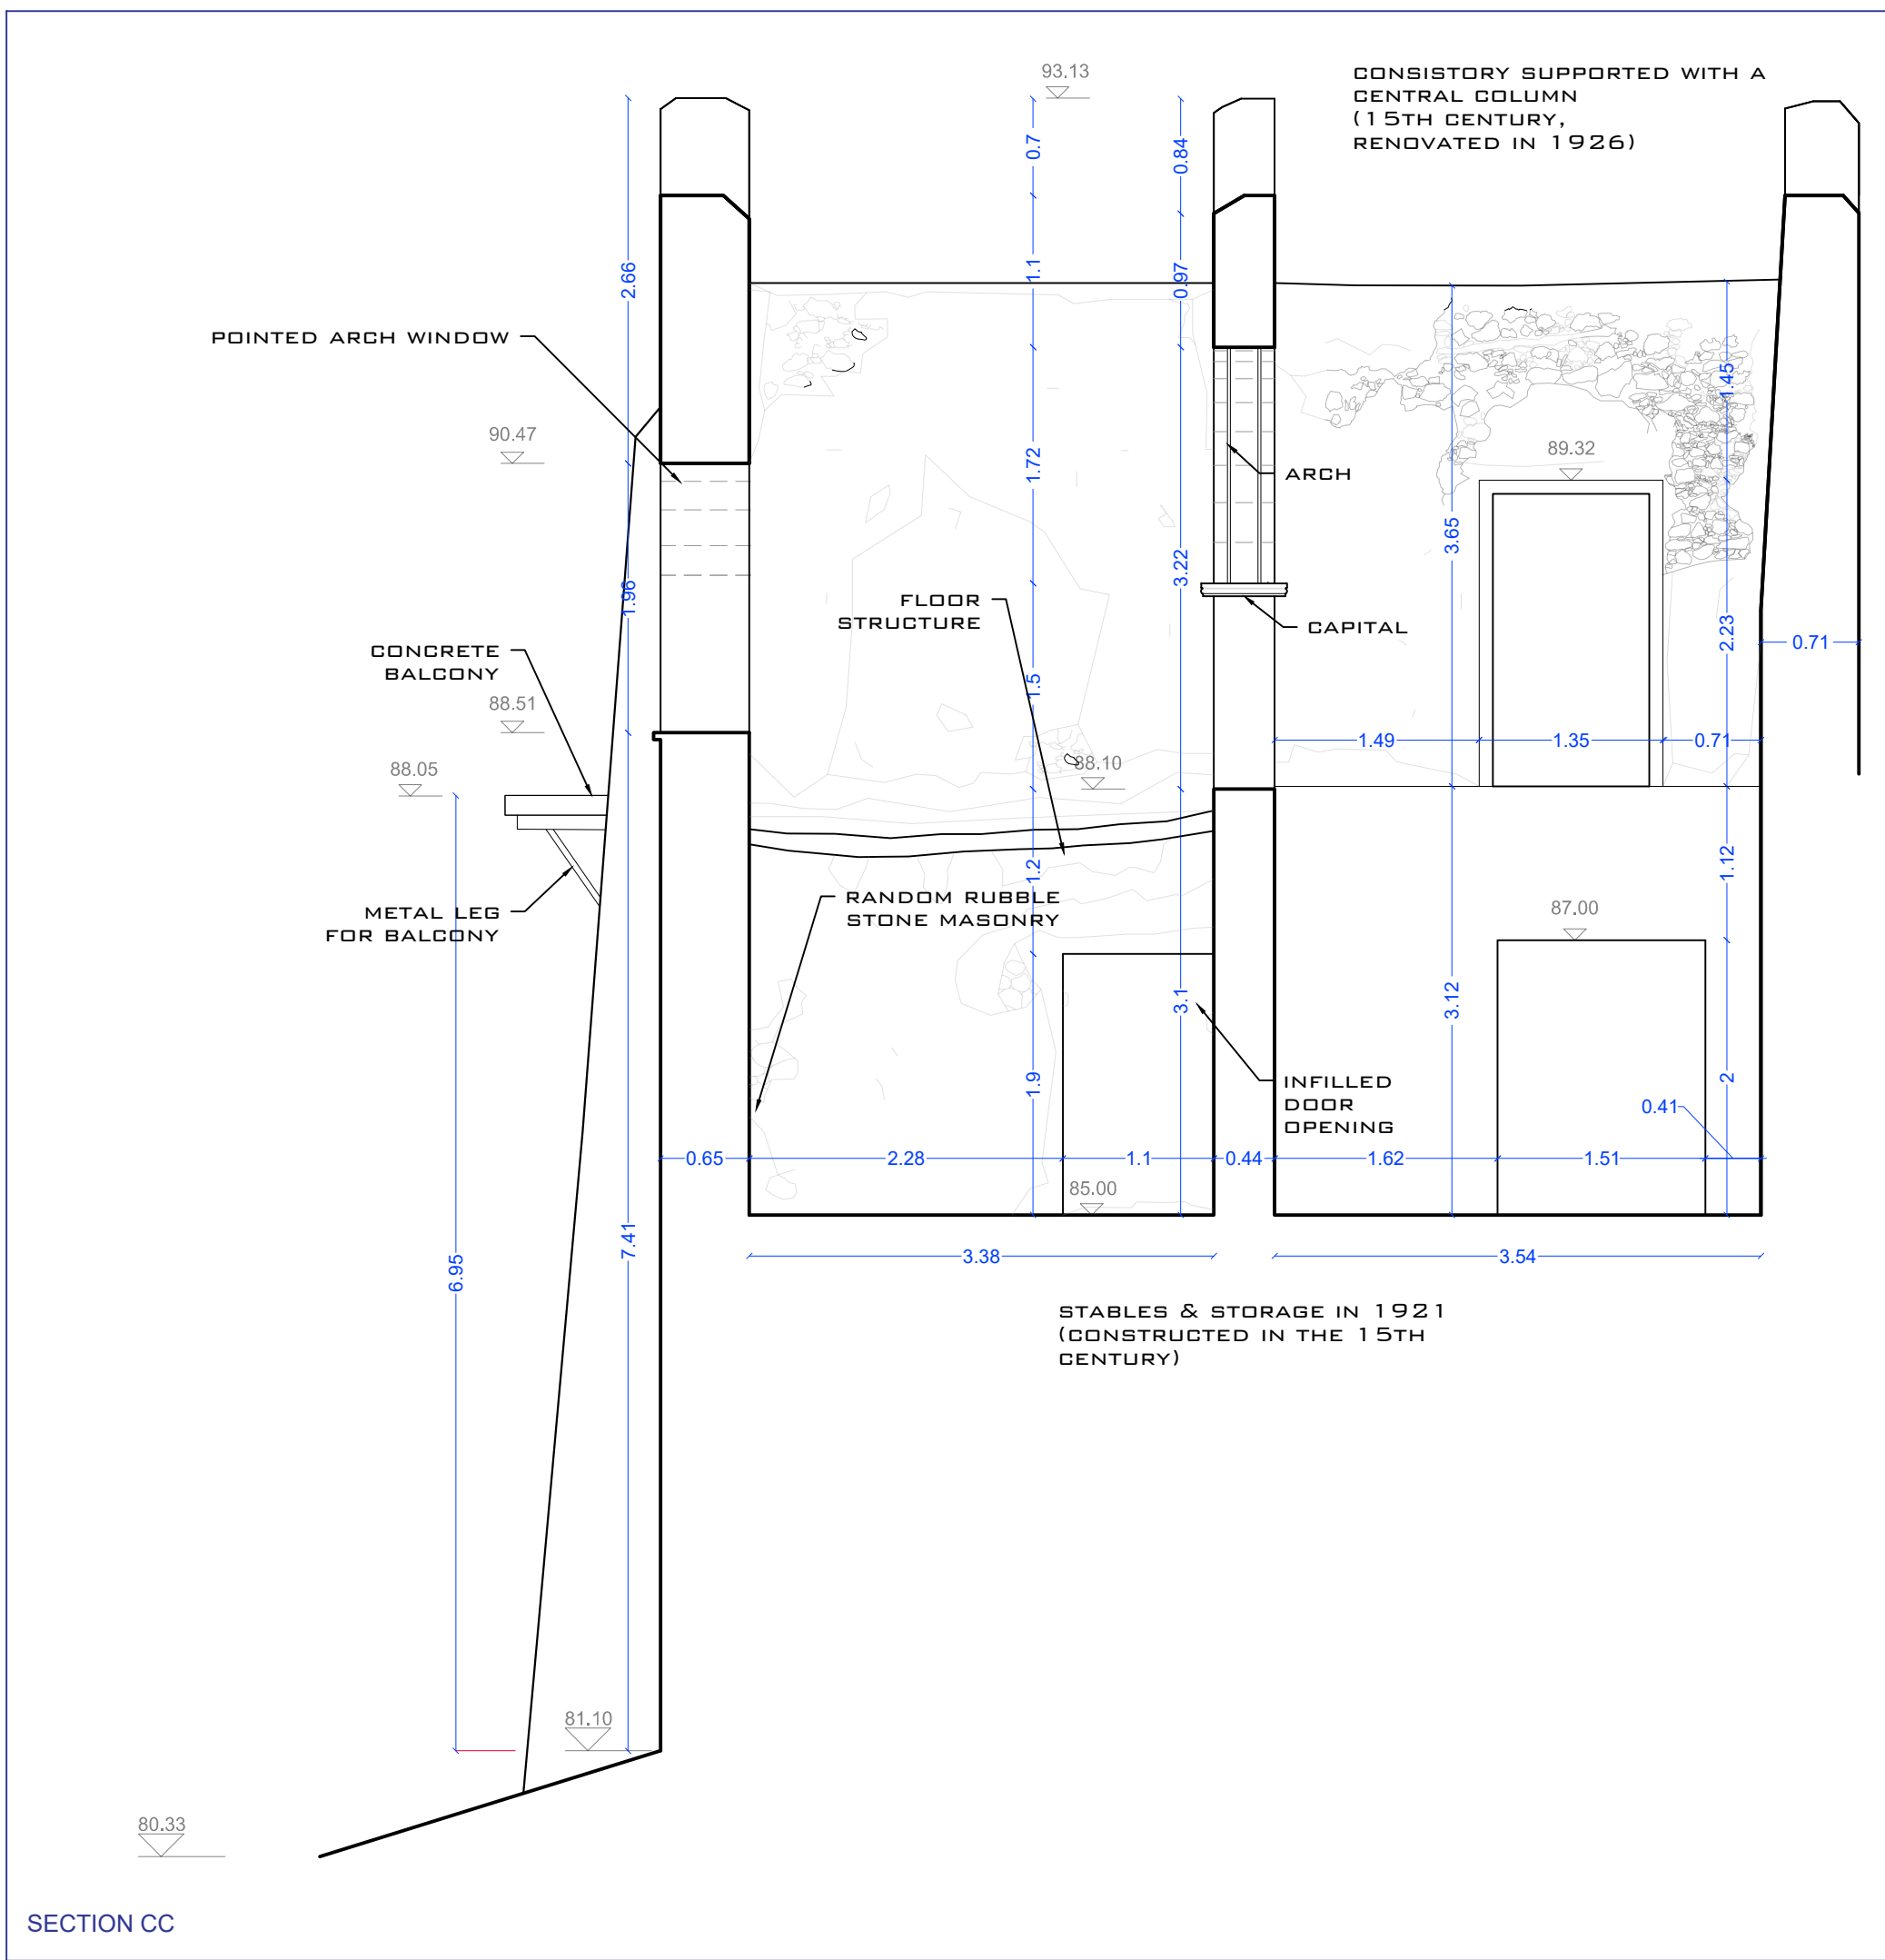 93.13
CONSISTORY SUPPORTED WITH A
CENTRAL COLUMN
(15TH CENTURY,
RENOVATED IN 1926)
0.7
0.84
2.66
1.1
0.97
POINTED ARCH WINDOW
90.47
1.72
ARCH
89.32
1.45
3.65
3.22
1.96
FLOOR
STRUCTURE
CAPITAL
2.23
0.71
CONCRETE
BALCONY
1.5
88.51
1.49
1.35
0.71
88.05
88.10
1.2
1.12
METAL LEG
FOR BALCONY
RANDOM RUBBLE
STONE MASONRY
87.00
3.1
3.12
1.9
2
INFILLED
DOOR
OPENING
0.41
0.65
2.28
1.1
0.44
1.62
1.51
85.00
7.41
6.95
3.38
3.54
STABLES & STORAGE IN 1921
(CONSTRUCTED IN THE 15TH
CENTURY)
81.10
80.33
SECTION CC